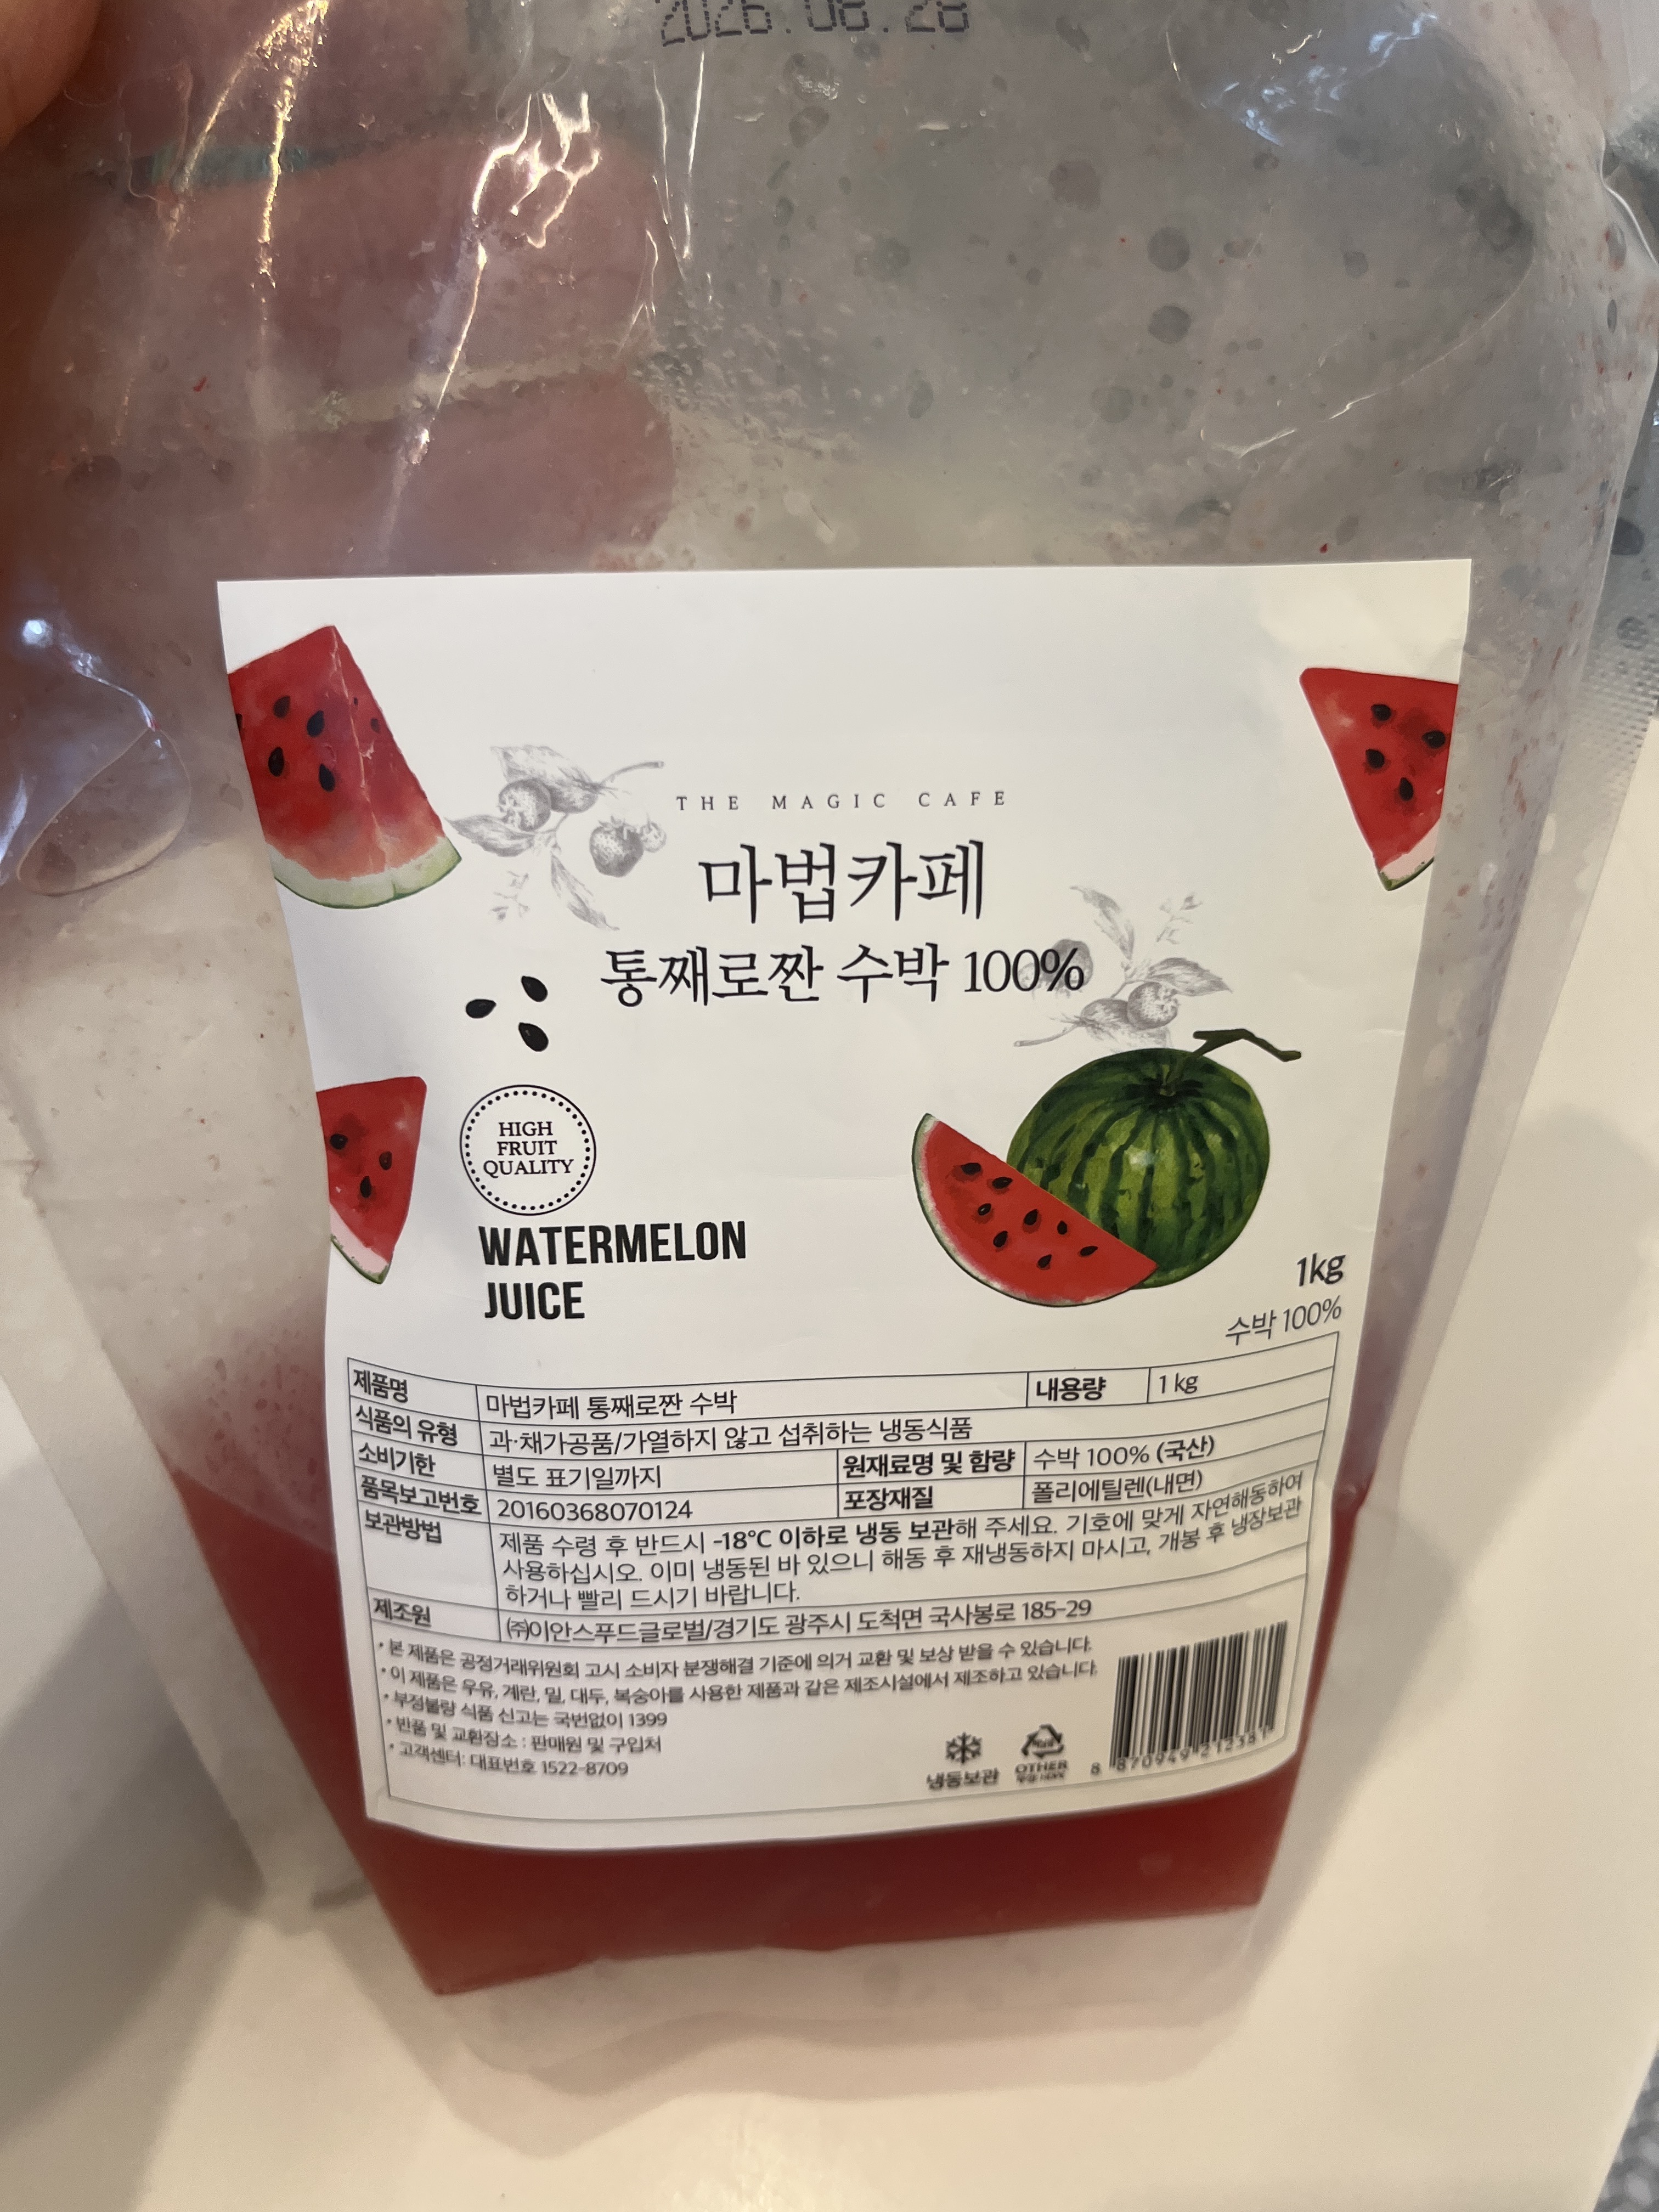 2026.08.28
THE MAGIC CAFE
마법카페
통째로짠 수박 100%
HIGH
FRUIT
QUALITY
WATERMELON
JUICE
1kg
수박 100%
제품명 마법카페 통째로짠 수박 내용량 1 kg
식품의 유형 과·채가공품/가열하지 않고 섭취하는 냉동식품
소비기한 별도 표기일까지 원재료명 및 함량 수박 100% (국산)
품목보고번호 20160368070124 포장재질 폴리에틸렌(내면)
보관방법 제품 수령 후 반드시 -18℃ 이하로 냉동 보관해 주세요. 기호에 맞게 자연해동하여
사용하십시오. 이미 냉동된 바 있으니 해동 후 재냉동하지 마시고, 개봉 후 냉장보관
하거나 빨리 드시기 바랍니다.
제조원 ㈜이안스푸드글로벌/경기도 광주시 도척면 국사봉로 185-29
• 본 제품은 공정거래위원회 고시 소비자 분쟁해결 기준에 의거 교환 및 보상 받을 수 있습니다.
• 이 제품은 우유, 계란, 밀, 대두, 복숭아를 사용한 제품과 같은 제조시설에서 제조하고 있습니다.
• 부정불량 식품 신고는 국번없이 1399
• 반품 및 교환장소 : 판매원 및 구입처
• 고객센터: 대표번호 1522-8709
냉동보관
OTHER
8 870949 212381